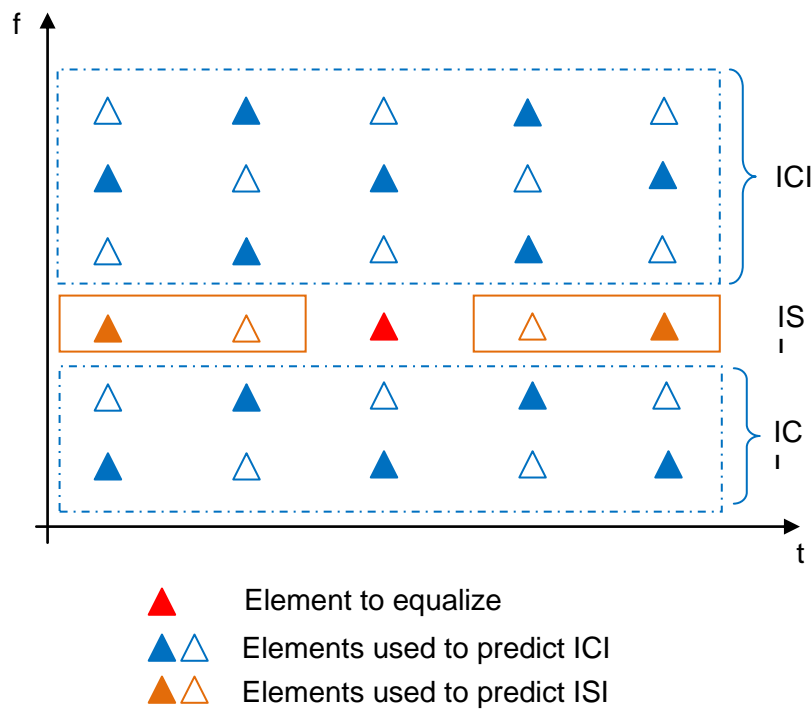 f
ICI
IS
I
IC
I
t
Element to equalize
Elements used to predict ICI
Elements used to predict ISI